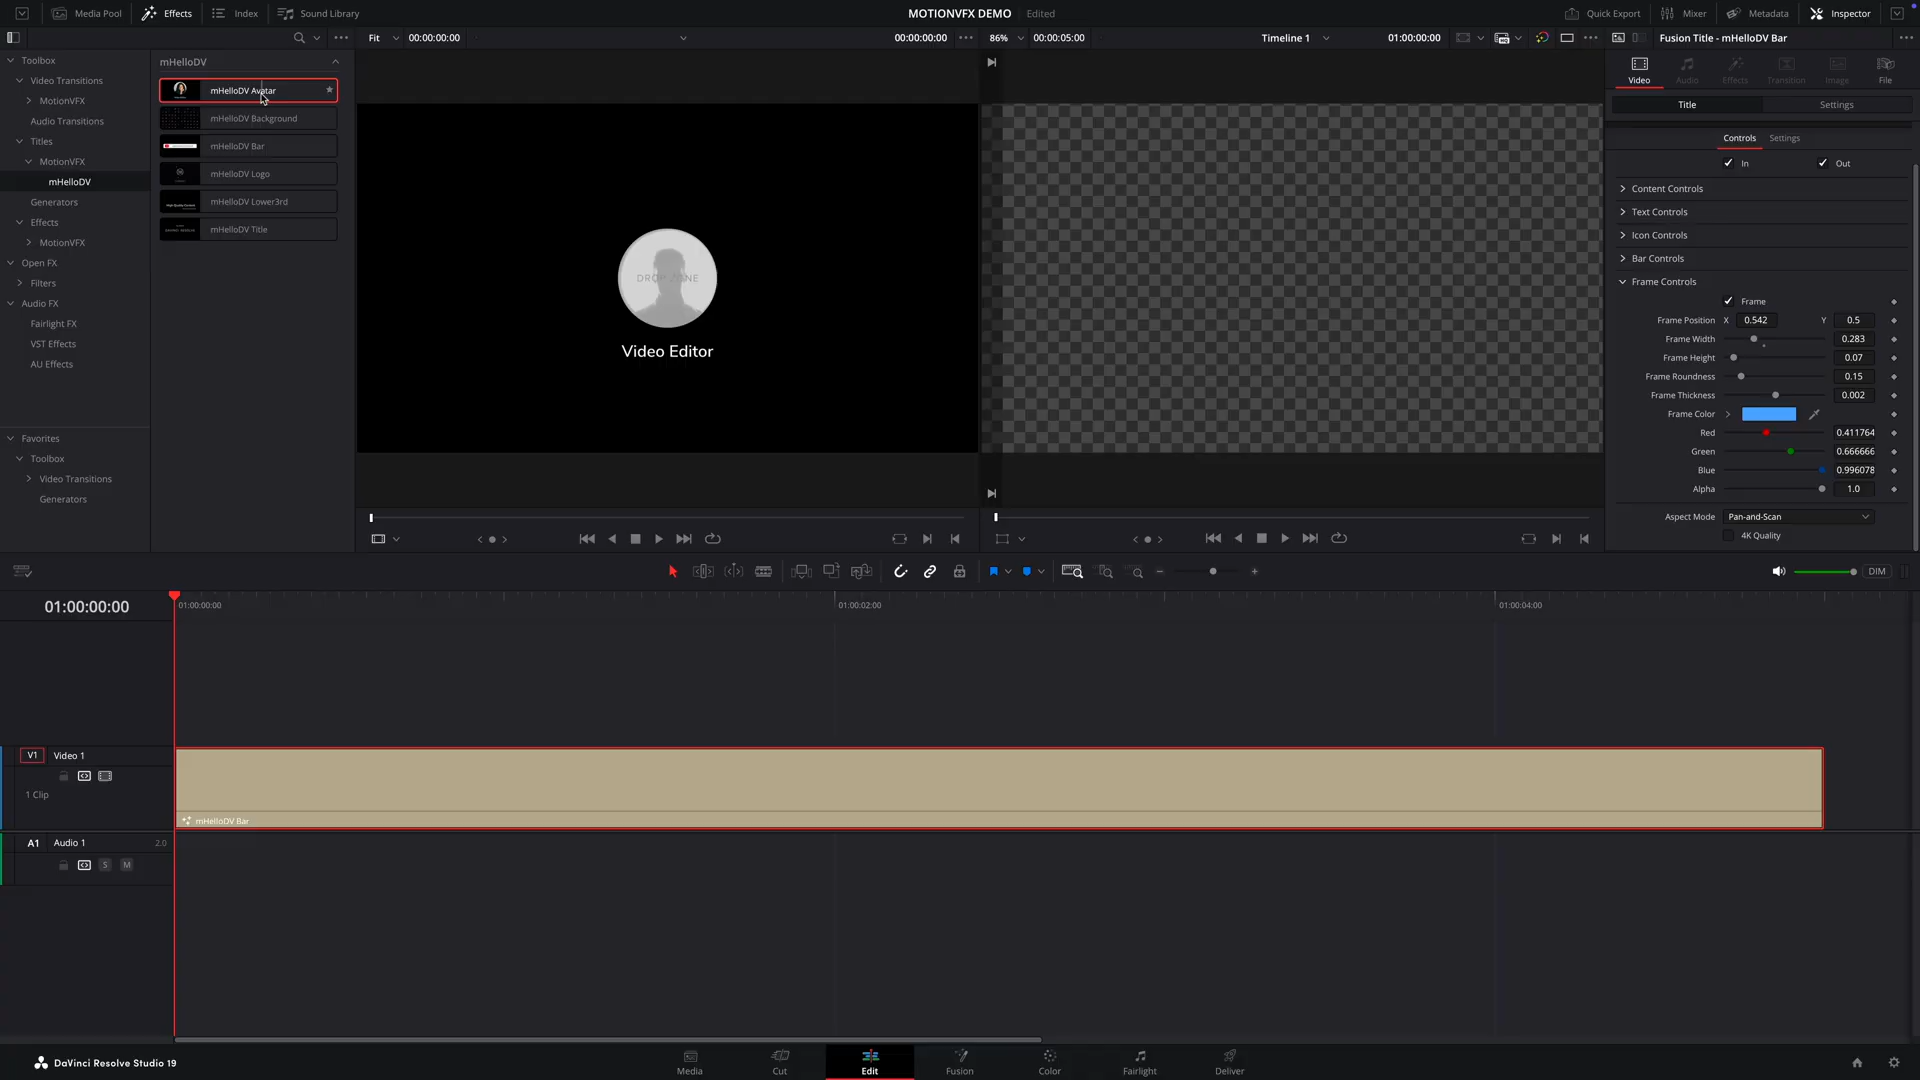 Media Pool
Effects
Index
Sound Library
MOTIONVFX DEMO
Edited
Quick Export
Mixer
Metadata
Inspector
Fit
00:00:00:00
00:00:00:00
86%
00:00:05:00
Timeline 1
01:00:00:00
Fusion Title - mHelloDV Bar
Toolbox
Video Transitions
MotionVFX
Audio Transitions
Titles
MotionVFX
mHelloDV
Generators
Effects
MotionVFX
Open FX
Filters
Audio FX
Fairlight FX
VST Effects
AU Effects
Favorites
Toolbox
Video Transitions
Generators
mHelloDV
mHelloDV Avatar
mHelloDV Background
mHelloDV Bar
mHelloDV Logo
mHelloDV Lower3rd
mHelloDV Title
DROP ZONE
Video Editor
Video
Audio
Effects
Transition
Image
File
Title
Settings
Controls
Settings
In
Out
Content Controls
Text Controls
Icon Controls
Bar Controls
Frame Controls
Frame
Frame Position X 0.542 Y 0.5
Frame Width 0.283
Frame Height 0.07
Frame Roundness 0.15
Frame Thickness 0.002
Frame Color
Red 0.411764
Green 0.666666
Blue 0.996078
Alpha 1.0
Aspect Mode Pan-and-Scan
4K Quality
DIM
01:00:00:00
01:00:00:00
01:00:02:00
01:00:04:00
V1 Video 1
1 Clip
mHelloDV Bar
A1 Audio 1 2.0
S M
DaVinci Resolve Studio 19
Media
Cut
Edit
Fusion
Color
Fairlight
Deliver